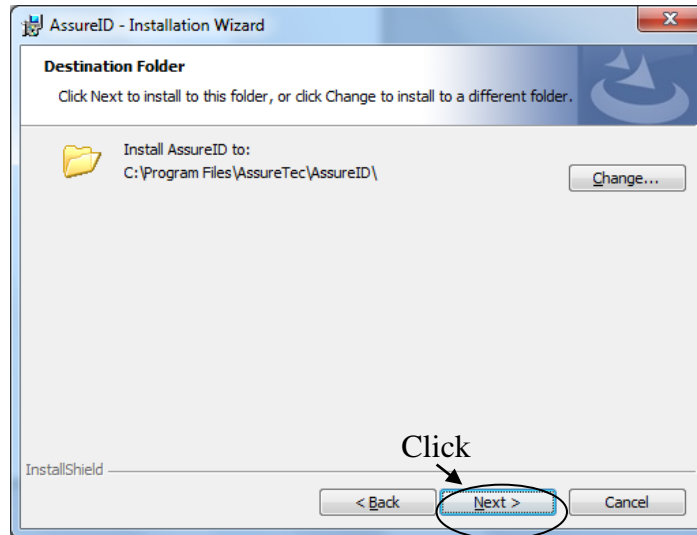 AssureID - Installation Wizard
Destination Folder
Click Next to install to this folder, or click Change to install to a different folder.
Install AssureID to:
C:\Program Files\AssureTec\AssureID\
Change...
Click
InstallShield
< Back
Next >
Cancel